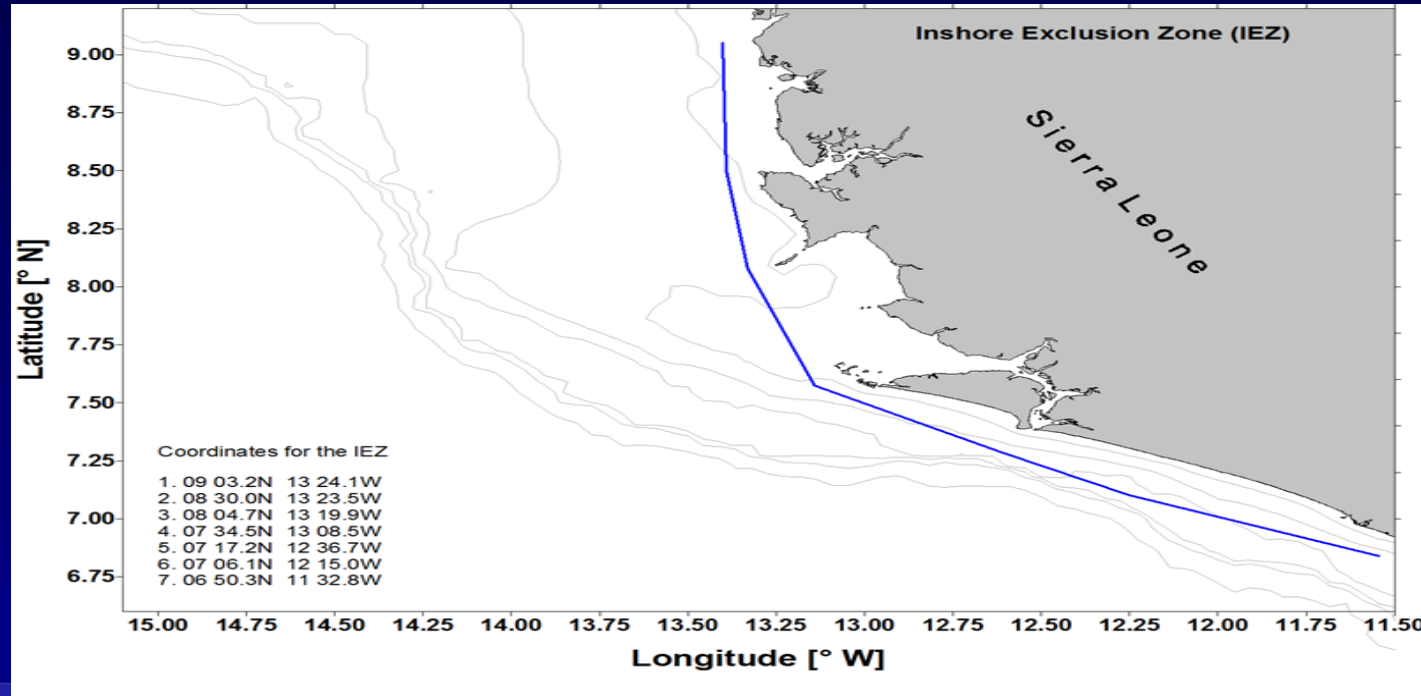 Inshore Exclusion Zone (IEZ)
Sierra Leone
Latitude [° N]
9.00
8.75
8.50
8.25
8.00
7.75
7.50
7.25
7.00
6.75
Coordinates for the IEZ
1. 09 03.2N 13 24.1W
2. 08 30.0N 13 23.5W
3. 08 04.7N 13 19.9W
4. 07 34.5N 13 08.5W
5. 07 17.2N 12 36.7W
6. 07 06.1N 12 15.0W
7. 06 50.3N 11 32.8W
15.00 14.75 14.50 14.25 14.00 13.75 13.50 13.25 13.00 12.75 12.50 12.25 12.00 11.75 11.50
Longitude [° W]